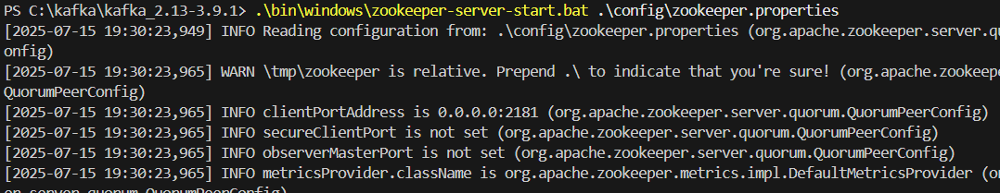 PS C:\kafka\kafka_2.13-3.9.1> .\bin\windows\zookeeper-server-start.bat .\config\zookeeper.properties
[2025-07-15 19:30:23,949] INFO Reading configuration from: .\config\zookeeper.properties (org.apache.zookeeper.server.qu
onfig)
[2025-07-15 19:30:23,965] WARN \tmp\zookeeper is relative. Prepend .\ to indicate that you're sure! (org.apache.zookeepe
QuorumPeerConfig)
[2025-07-15 19:30:23,965] INFO clientPortAddress is 0.0.0.0:2181 (org.apache.zookeeper.server.quorum.QuorumPeerConfig)
[2025-07-15 19:30:23,965] INFO secureClientPort is not set (org.apache.zookeeper.server.quorum.QuorumPeerConfig)
[2025-07-15 19:30:23,965] INFO observerMasterPort is not set (org.apache.zookeeper.server.quorum.QuorumPeerConfig)
[2025-07-15 19:30:23,965] INFO metricsProvider.className is org.apache.zookeeper.metrics.impl.DefaultMetricsProvider (or
er.server.quorum.QuorumPeerConfig)